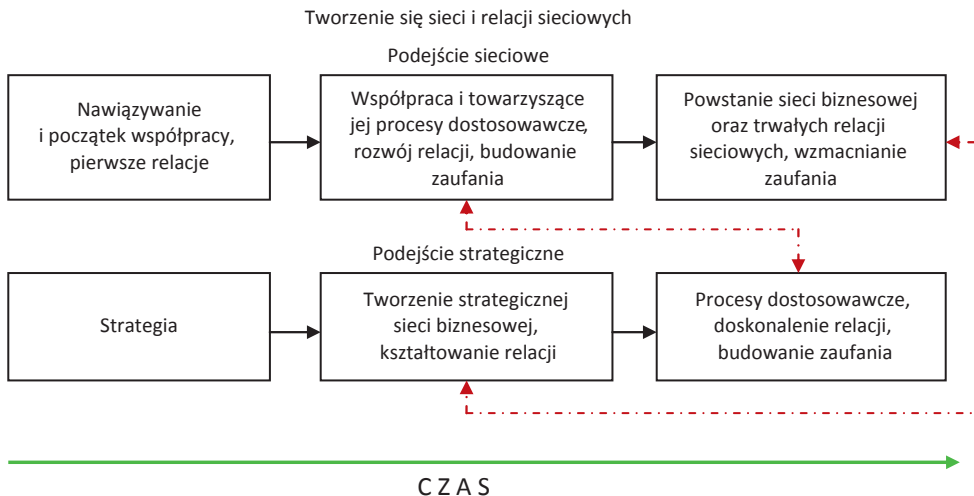 Tworzenie się sieci i relacji sieciowych
Podejście sieciowe
Nawiązywanie
i początek współpracy,
pierwsze relacje
Współpraca i towarzyszące
jej procesy dostosowawcze,
rozwój relacji, budowanie
zaufania
Powstanie sieci biznesowej
oraz trwałych relacji
sieciowych, wzmacnianie
zaufania
Podejście strategiczne
Strategia
Tworzenie strategicznej
sieci biznesowej,
kształtowanie relacji
Procesy dostosowawcze,
doskonalenie relacji,
budowanie zaufania
C Z A S